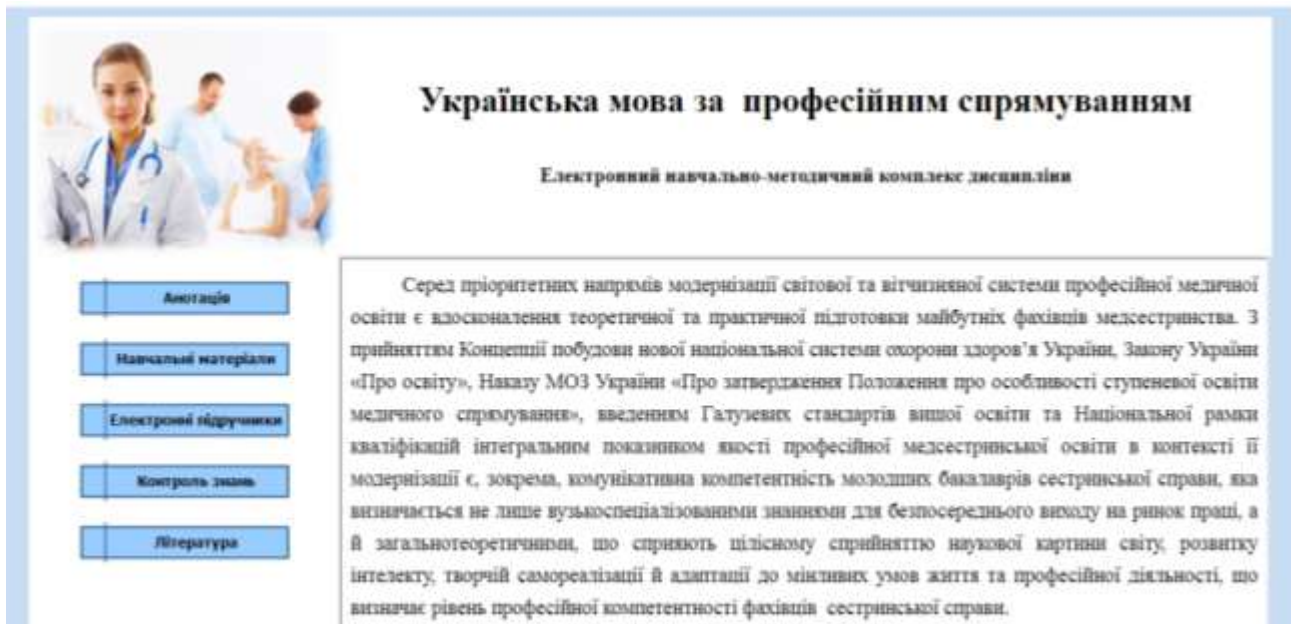 Українська мова за професійним спрямуванням
Електронний навчально-методичний комплекс дисципліни
Анотація
Навчальні матеріали
Електронні підручники
Контроль знань
Література
Серед пріоритетних напрямів модернізації світової та вітчизняної системи професійної медичної
освіти є вдосконалення теоретичної та практичної підготовки майбутніх фахівців медсестринства. З
прийняттям Концепції побудови нової національної системи охорони здоров’я України, Закону України
«Про освіту», Наказу МОЗ України «Про затвердження Положення про особливості ступеневої освіти
медичного спрямування», введенням Галузевих стандартів вищої освіти та Національної рамки
кваліфікацій інтегральним показником якості професійної медсестринської освіти в контексті її
модернізації є, зокрема, комунікативна компетентність молодших бакалаврів сестринської справи, яка
визначається не лише вузькоспеціалізованими знаннями для безпосереднього виходу на ринок праці, а
й загальнотеоретичними, що сприяють цілісному сприйняттю наукової картини світу, розвитку
інтелекту, творчій самореалізації й адаптації до мінливих умов життя та професійної діяльності, що
визначає рівень професійної компетентності фахівців сестринської справи.